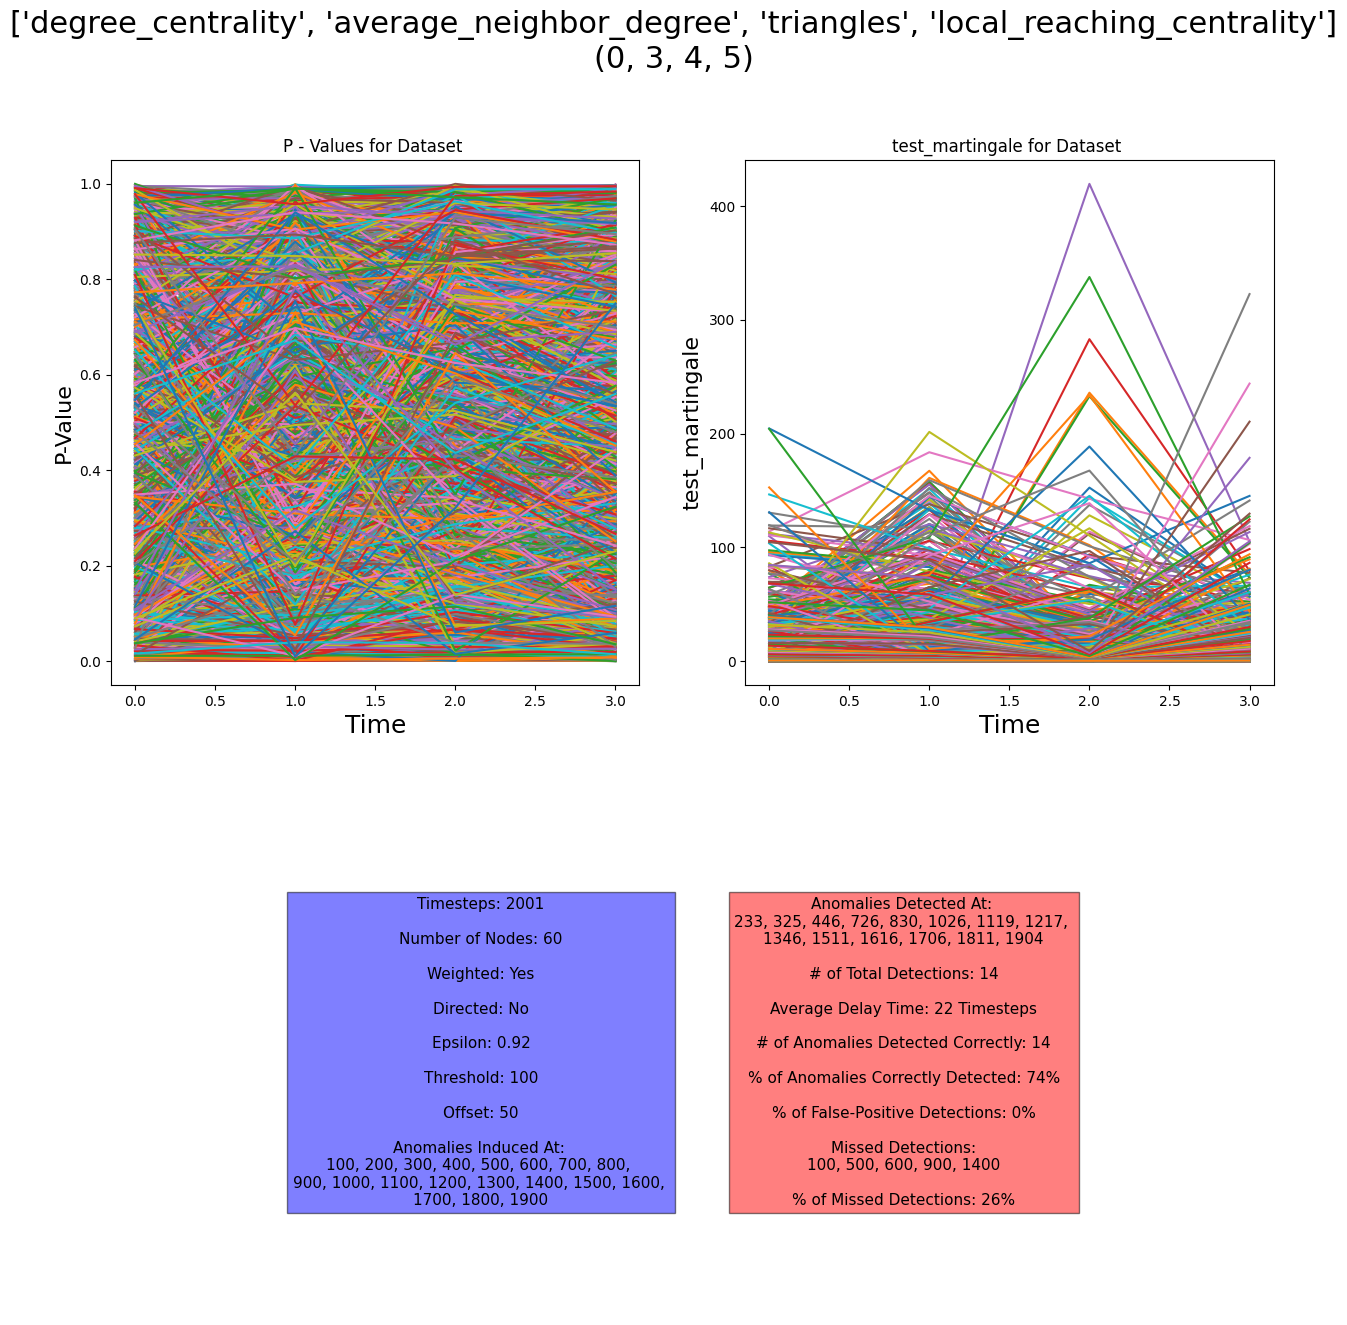 ['degree_centrality', 'average_neighbor_degree', 'triangles', 'local_reaching_centrality']
(0, 3, 4, 5)
P - Values for Dataset
1.0
0.8
0.6
0.4
0.2
0.0
P-Value
0.0 0.5 1.0 1.5 2.0 2.5 3.0
Time
test_martingale for Dataset
400
300
200
100
0
test_martingale
0.0 0.5 1.0 1.5 2.0 2.5 3.0
Time
Timesteps: 2001
Number of Nodes: 60
Weighted: Yes
Directed: No
Epsilon: 0.92
Threshold: 100
Offset: 50
Anomalies Induced At:
100, 200, 300, 400, 500, 600, 700, 800,
900, 1000, 1100, 1200, 1300, 1400, 1500, 1600,
1700, 1800, 1900
Anomalies Detected At:
233, 325, 446, 726, 830, 1026, 1119, 1217,
1346, 1511, 1616, 1706, 1811, 1904
# of Total Detections: 14
Average Delay Time: 22 Timesteps
# of Anomalies Detected Correctly: 14
% of Anomalies Correctly Detected: 74%
% of False-Positive Detections: 0%
Missed Detections:
100, 500, 600, 900, 1400
% of Missed Detections: 26%